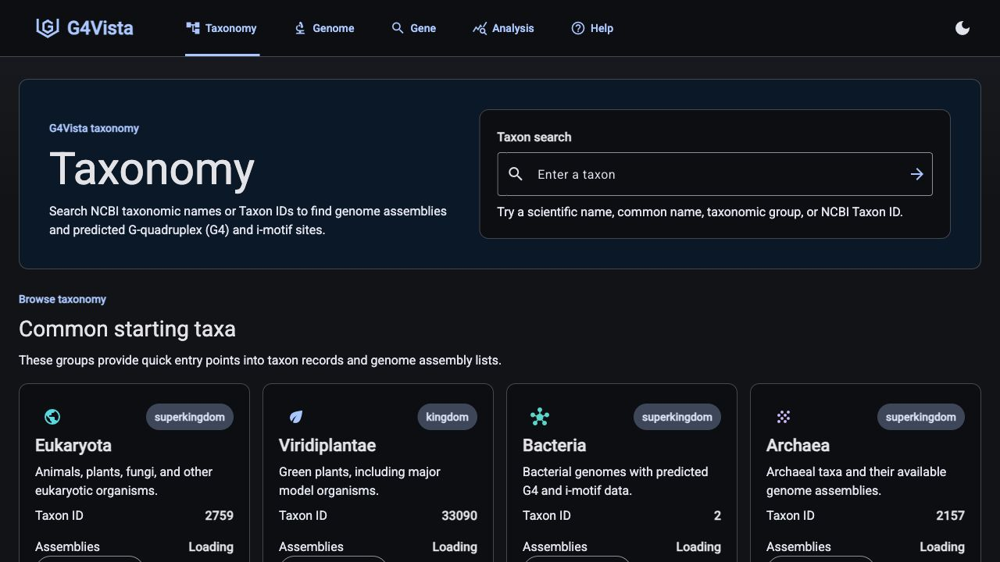 G4Vista
Taxonomy
Genome
Gene
Analysis
Help
G4Vista taxonomy
Taxonomy
Search NCBI taxonomic names or Taxon IDs to find genome assemblies
and predicted G-quadruplex (G4) and i-motif sites.
Taxon search
Enter a taxon
Try a scientific name, common name, taxonomic group, or NCBI Taxon ID.
Browse taxonomy
Common starting taxa
These groups provide quick entry points into taxon records and genome assembly lists.
superkingdom
Eukaryota
Animals, plants, fungi, and other
eukaryotic organisms.
Taxon ID 2759
Assemblies Loading
kingdom
Viridiplantae
Green plants, including major
model organisms.
Taxon ID 33090
Assemblies Loading
superkingdom
Bacteria
Bacterial genomes with predicted
G4 and i-motif data.
Taxon ID 2
Assemblies Loading
superkingdom
Archaea
Archaeal taxa and their available
genome assemblies.
Taxon ID 2157
Assemblies Loading